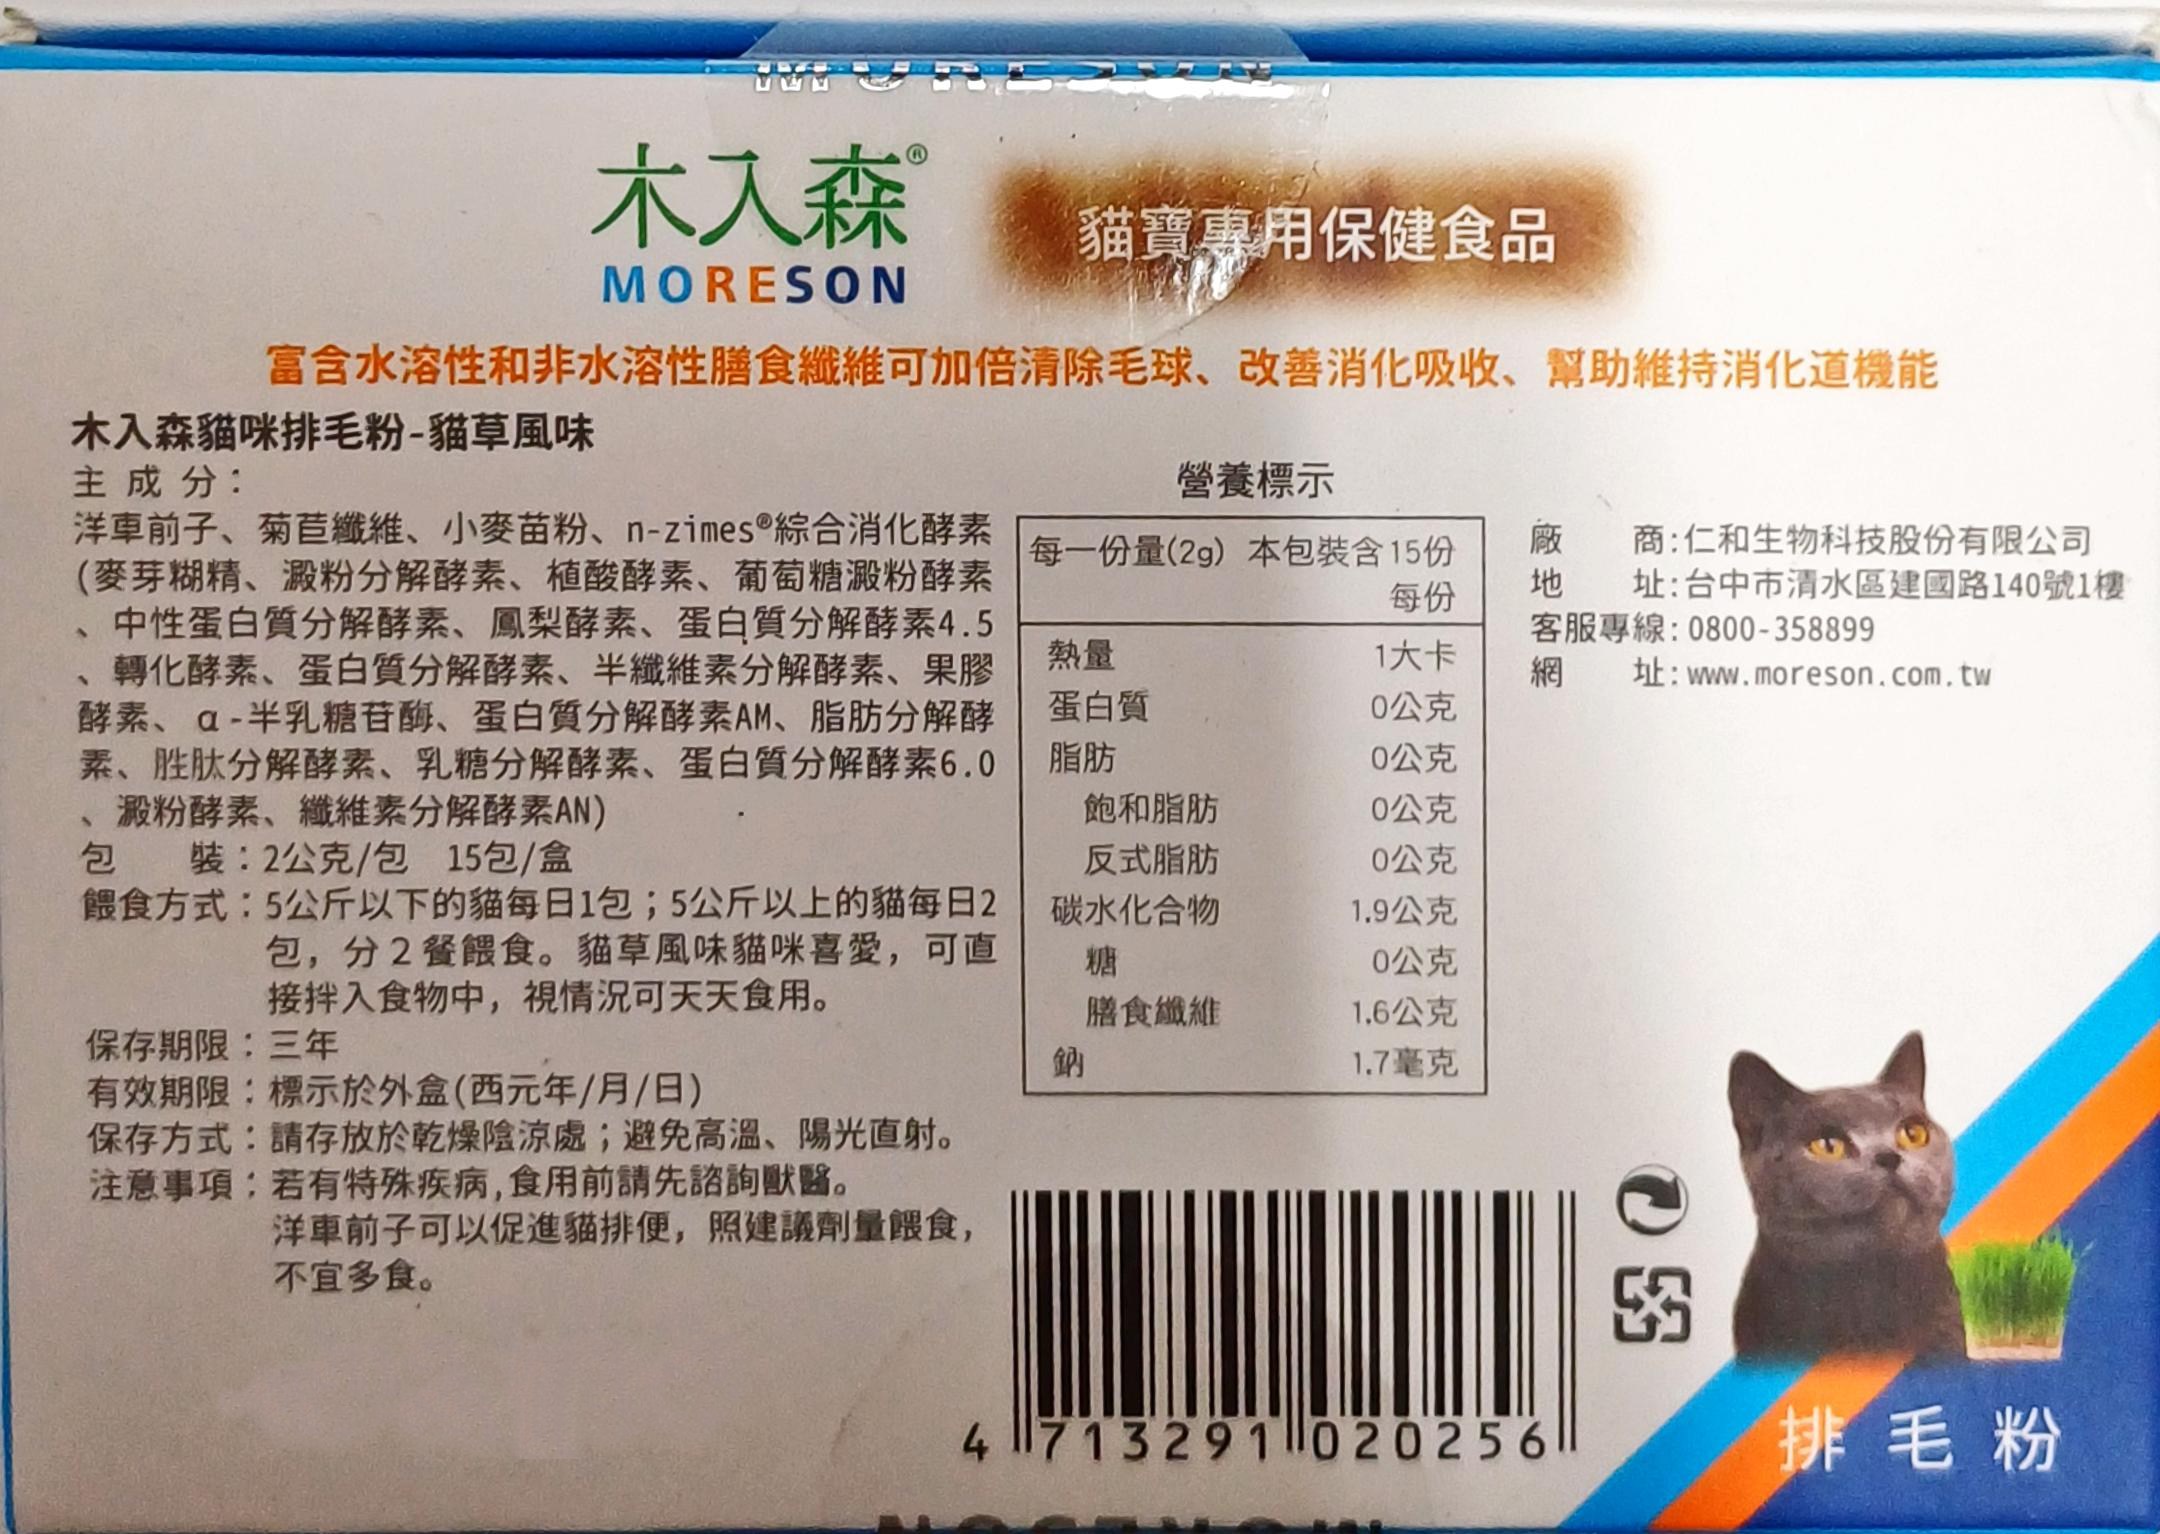 木入森®
MORESON
貓寶專用保健食品
富含水溶性和非水溶性膳食纖維可加倍清除毛球、改善消化吸收、幫助維持消化道機能
木入森貓咪排毛粉-貓草風味
主成分：
洋車前子、菊苣纖維、小麥苗粉、n-zimes®綜合消化酵素
(麥芽糊精、澱粉分解酵素、植酸酵素、葡萄糖澱粉酵素
、中性蛋白質分解酵素、鳳梨酵素、蛋白質分解酵素4.5
、轉化酵素、蛋白質分解酵素、半纖維素分解酵素、果膠
酵素、α-半乳糖苷酶、蛋白質分解酵素AM、脂肪分解酵
素、胜肽分解酵素、乳糖分解酵素、蛋白質分解酵素6.0
、澱粉酵素、纖維素分解酵素AN)
包　裝：2公克/包 15包/盒
餵食方式：5公斤以下的貓每日1包；5公斤以上的貓每日2
包，分2餐餵食。貓草風味貓咪喜愛，可直
接拌入食物中，視情況可天天食用。
保存期限：三年
有效期限：標示於外盒(西元年/月/日)
保存方式：請存放於乾燥陰涼處；避免高溫、陽光直射。
注意事項：若有特殊疾病,食用前請先諮詢獸醫。
洋車前子可以促進貓排便，照建議劑量餵食，
不宜多食。
營養標示
每一份量(2g) 本包裝含15份
每份
熱量 1大卡
蛋白質 0公克
脂肪 0公克
飽和脂肪 0公克
反式脂肪 0公克
碳水化合物 1.9公克
糖 0公克
膳食纖維 1.6公克
鈉 1.7毫克
廠　商:仁和生物科技股份有限公司
地　址:台中市清水區建國路140號1樓
客服專線:0800-358899
網　址:www.moreson.com.tw
4 713291 020256
排毛粉